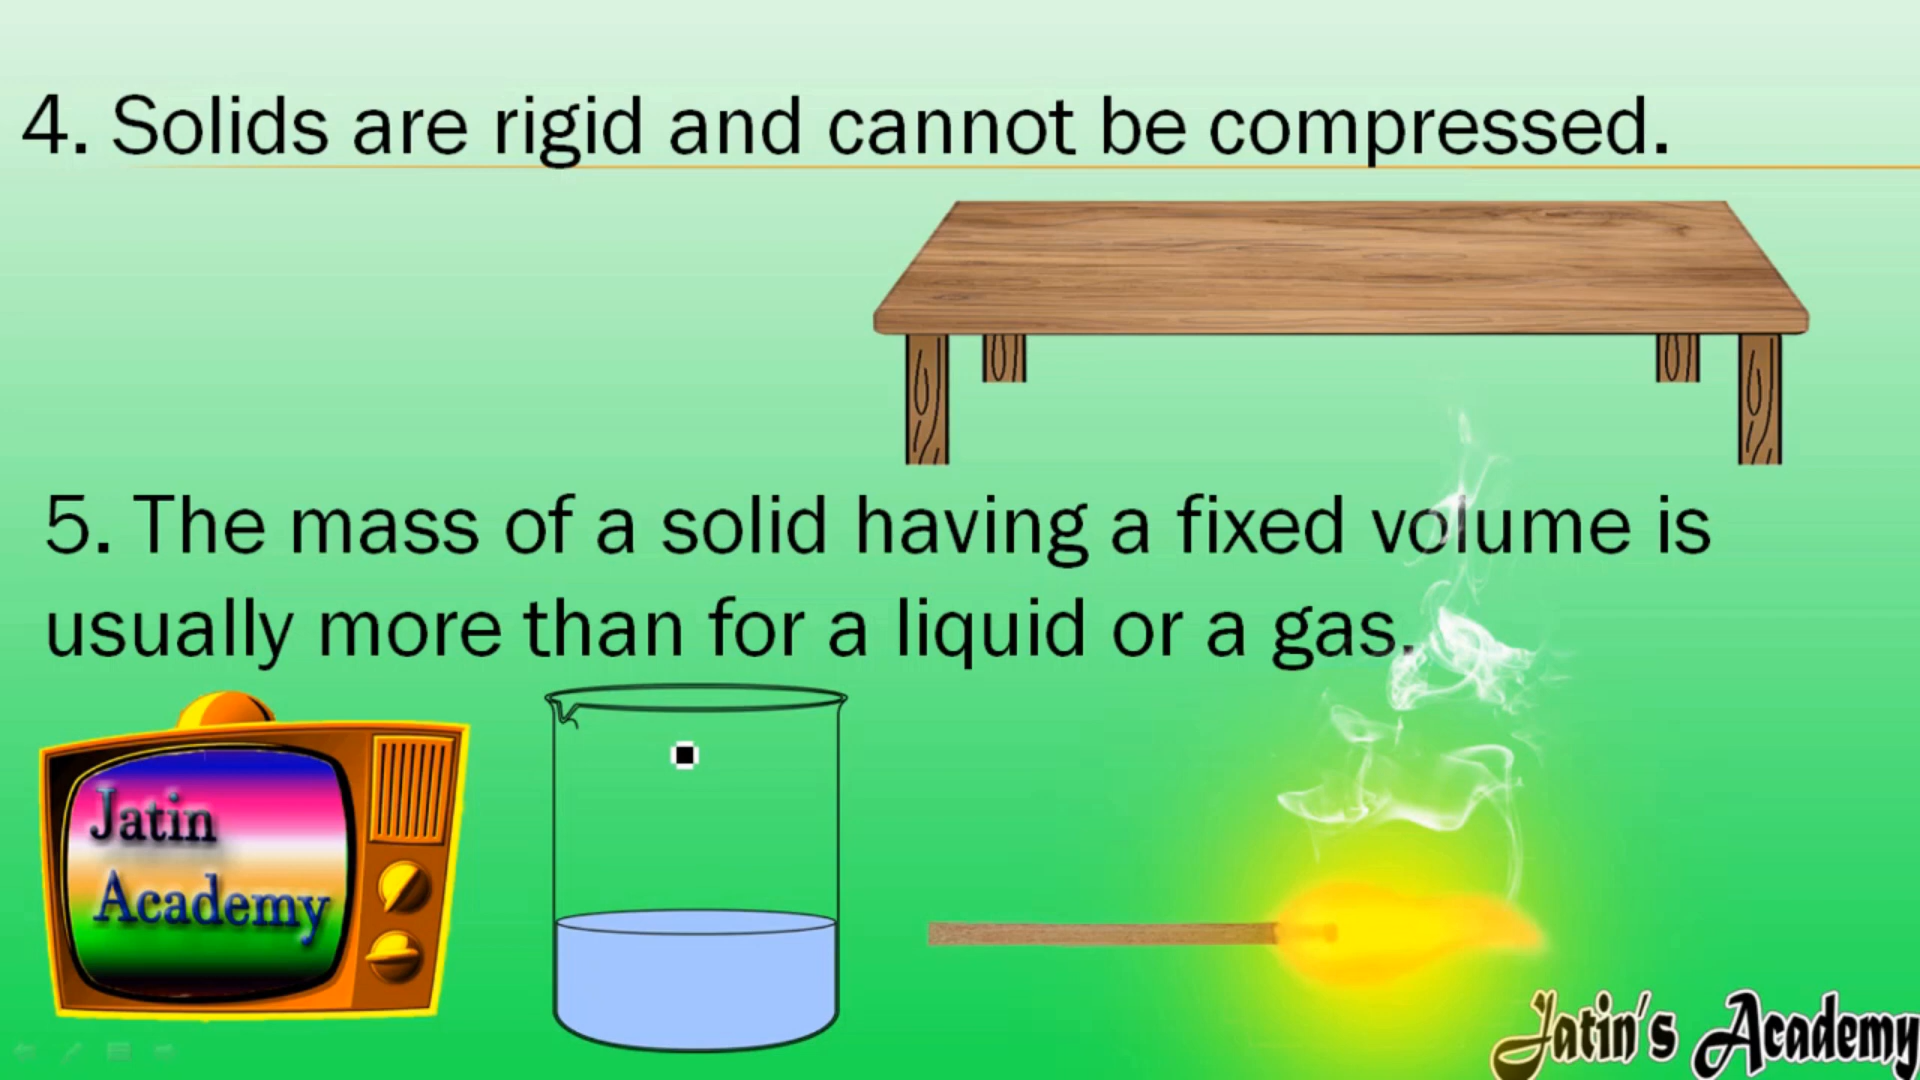 4. Solids are rigid and cannot be compressed.
5. The mass of a solid having a fixed volume is
usually more than for a liquid or a gas.
Jatin
Academy
Jatin's Academy